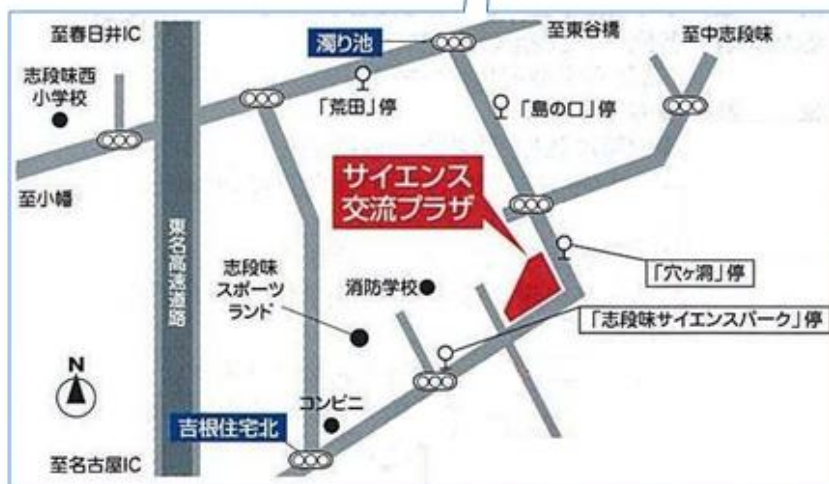 至春日井IC
濁り池
至東谷橋
至中志段味
志段味西
小学校
「荒田」停
「島の口」停
至小幡
サイエンス
交流プラザ
東名高速道路
志段味
スポーツ
ランド
消防学校
「穴ヶ洞」停
「志段味サイエンスパーク」停
N
コンビニ
吉根住宅北
至名古屋IC